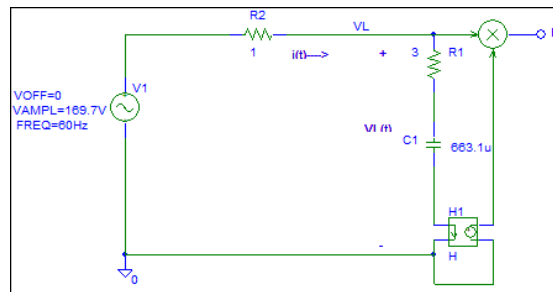 R2
1
i(t)--->
VL
+
3
R1
V1
VOFF=0
VAMPL=169.7V
FREQ=60Hz
VL(t)
C1
663.1u
H1
H
-
0